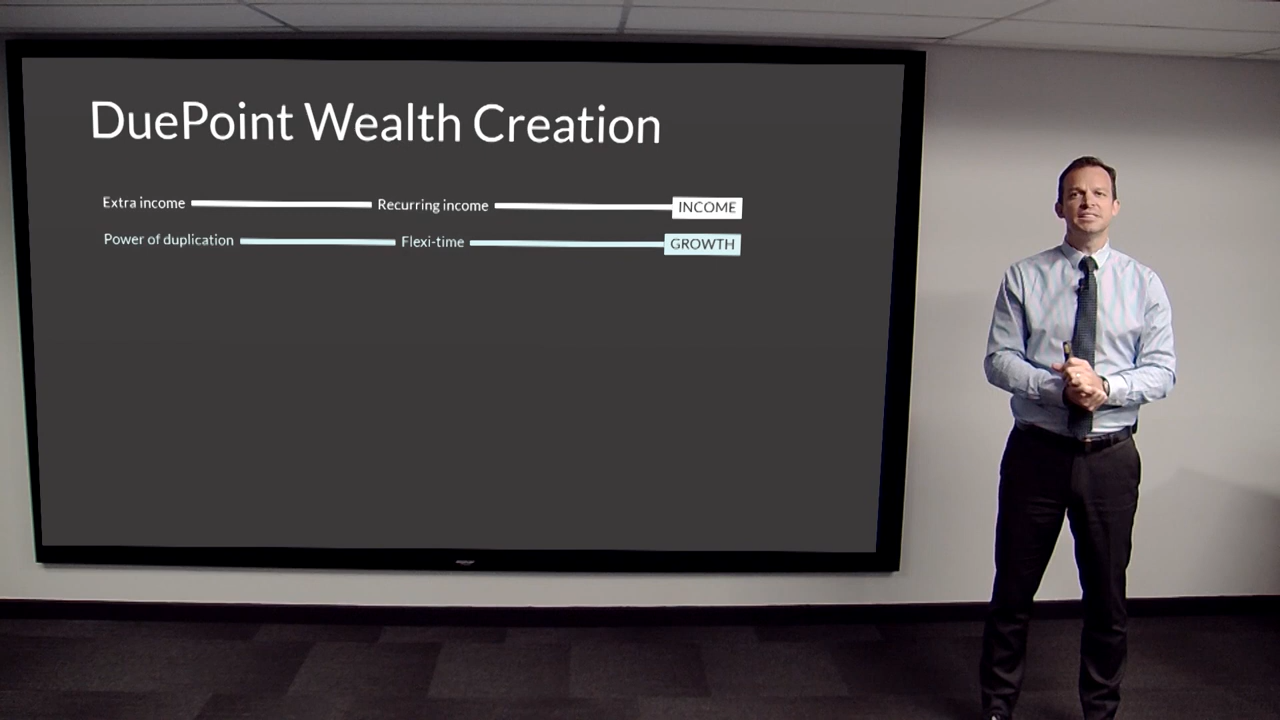 DuePoint Wealth Creation
Extra income Recurring income INCOME
Power of duplication Flexi-time GROWTH